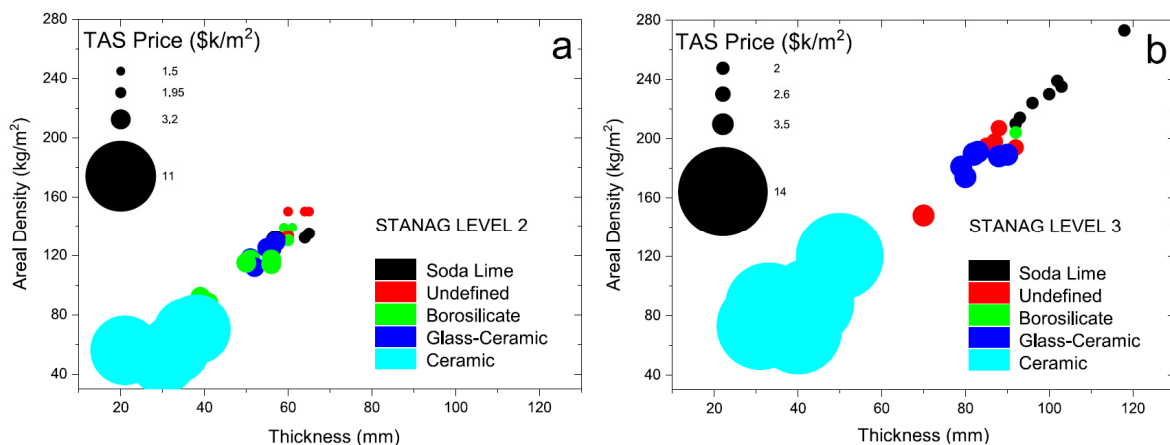 280
240
200
160
120
80
40
Areal Density (kg/m²)
TAS Price ($k/m²)
a
1.5
1.95
3.2
11
STANAG LEVEL 2
Soda Lime
Undefined
Borosilicate
Glass-Ceramic
Ceramic
20 40 60 80 100 120
Thickness (mm)
280
240
200
160
120
80
40
Areal Density (kg/m²)
TAS Price ($k/m²)
b
2
2.6
3.5
14
STANAG LEVEL 3
Soda Lime
Undefined
Borosilicate
Glass-Ceramic
Ceramic
20 40 60 80 100 120
Thickness (mm)